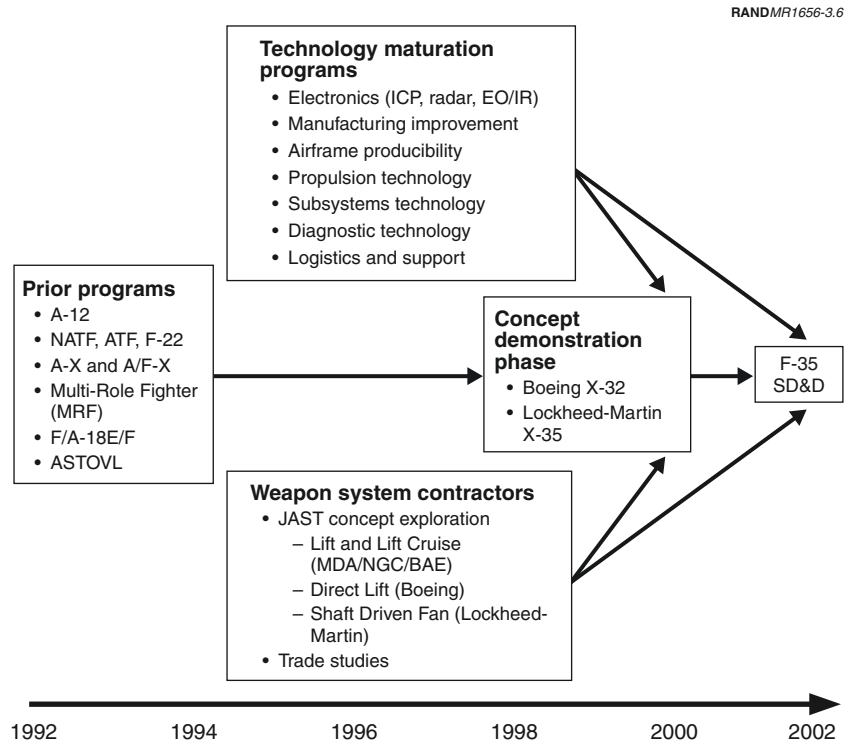 RANDMR1656-3.6
Technology maturation
programs
• Electronics (ICP, radar, EO/IR)
• Manufacturing improvement
• Airframe producibility
• Propulsion technology
• Subsystems technology
• Diagnostic technology
• Logistics and support
Prior programs
• A-12
• NATF, ATF, F-22
• A-X and A/F-X
• Multi-Role Fighter
(MRF)
• F/A-18E/F
• ASTOVL
Concept
demonstration
phase
• Boeing X-32
• Lockheed-Martin
X-35
F-35
SD&D
Weapon system contractors
• JAST concept exploration
– Lift and Lift Cruise
(MDA/NGC/BAE)
– Direct Lift (Boeing)
– Shaft Driven Fan (Lockheed-
Martin)
• Trade studies
1992 1994 1996 1998 2000 2002